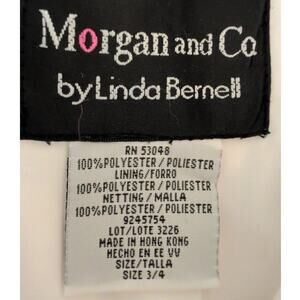 Morgan and Co
by Linda Bernell
RN 53048
100%POLYESTER / POLIESTER
LINING/FORRO
100%POLYESTER / POLIESTER
NETTING / MALLA
100%POLYESTER / POLIESTER
9245754
LOT/LOTE 3226
MADE IN HONG KONG
HECHO EN EE UU
SIZE/TALLA
SIZE 3/4